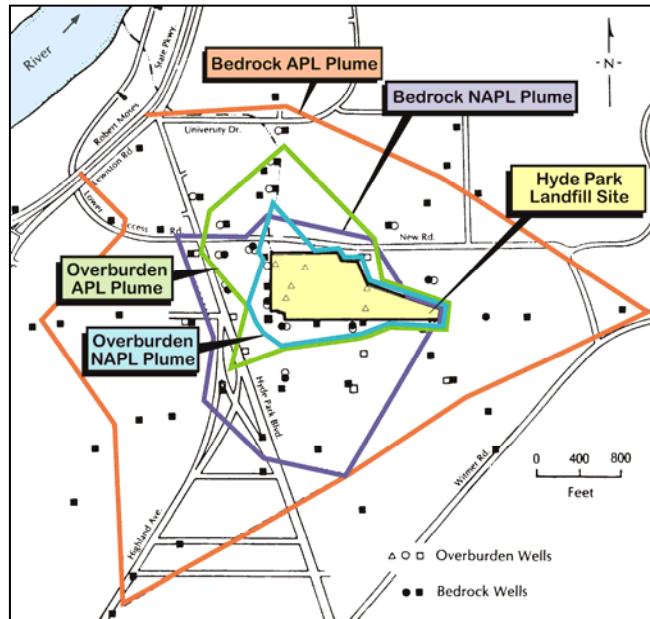 River
State Pkwy.
Robert Moses
Bedrock APL Plume
-N-
Bedrock NAPL Plume
University Dr.
Lewiston Rd.
Hyde Park
Landfill Site
Lower
Access
Rd.
New Rd.
Overburden
APL Plume
Overburden
NAPL Plume
Hyde Park Blvd.
Witmer Rd.
0 400 800
Feet
Highland Ave.
Overburden Wells
Bedrock Wells